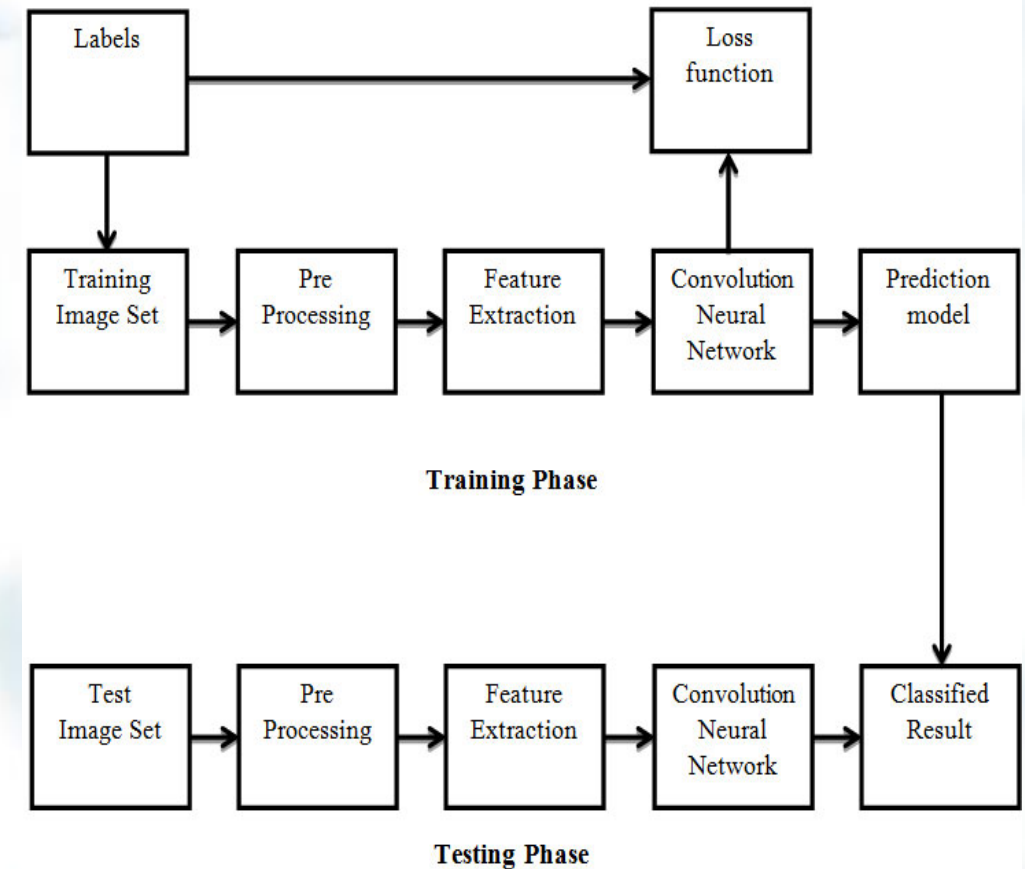 Labels
Loss
function
Training
Image Set
Pre
Processing
Feature
Extraction
Convolution
Neural
Network
Prediction
model
Training Phase
Test
Image Set
Pre
Processing
Feature
Extraction
Convolution
Neural
Network
Classified
Result
Testing Phase